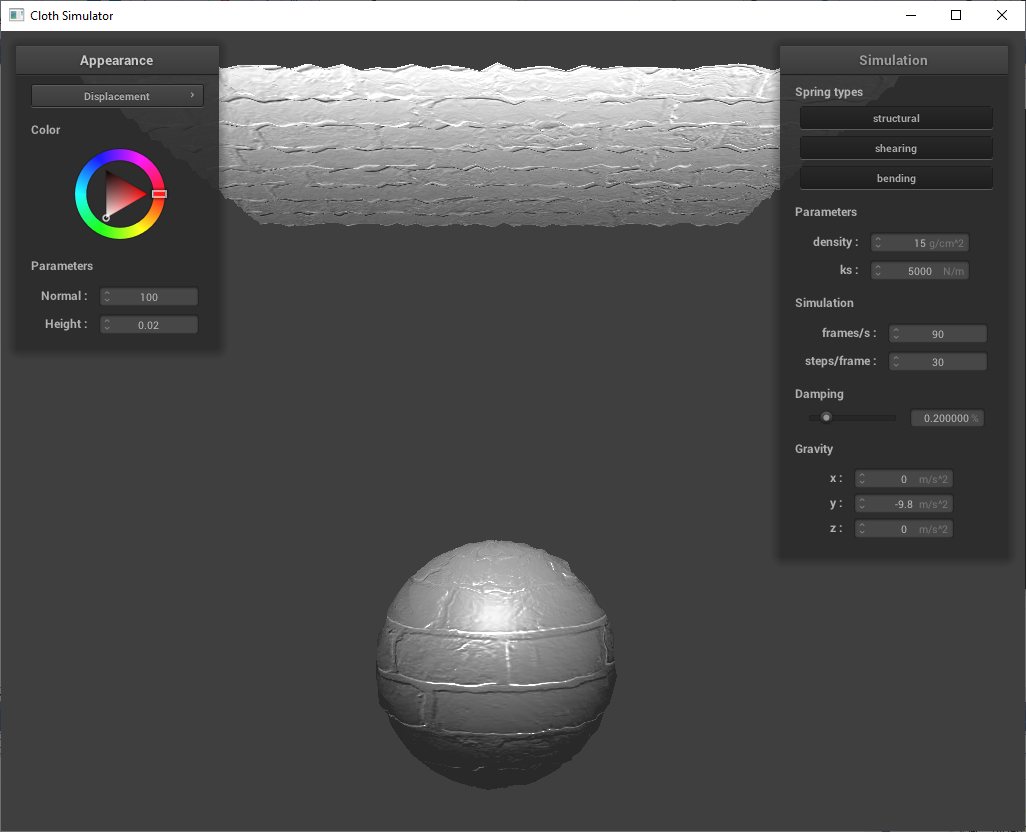 Cloth Simulator
Appearance
Displacement
Color
Parameters
Normal : 100
Height : 0.02
Simulation
Spring types
structural
shearing
bending
Parameters
density : 15 g/cm^2
ks : 5000 N/m
Simulation
frames/s : 90
steps/frame : 30
Damping
0.200000 %
Gravity
x : 0 m/s^2
y : -9.8 m/s^2
z : 0 m/s^2